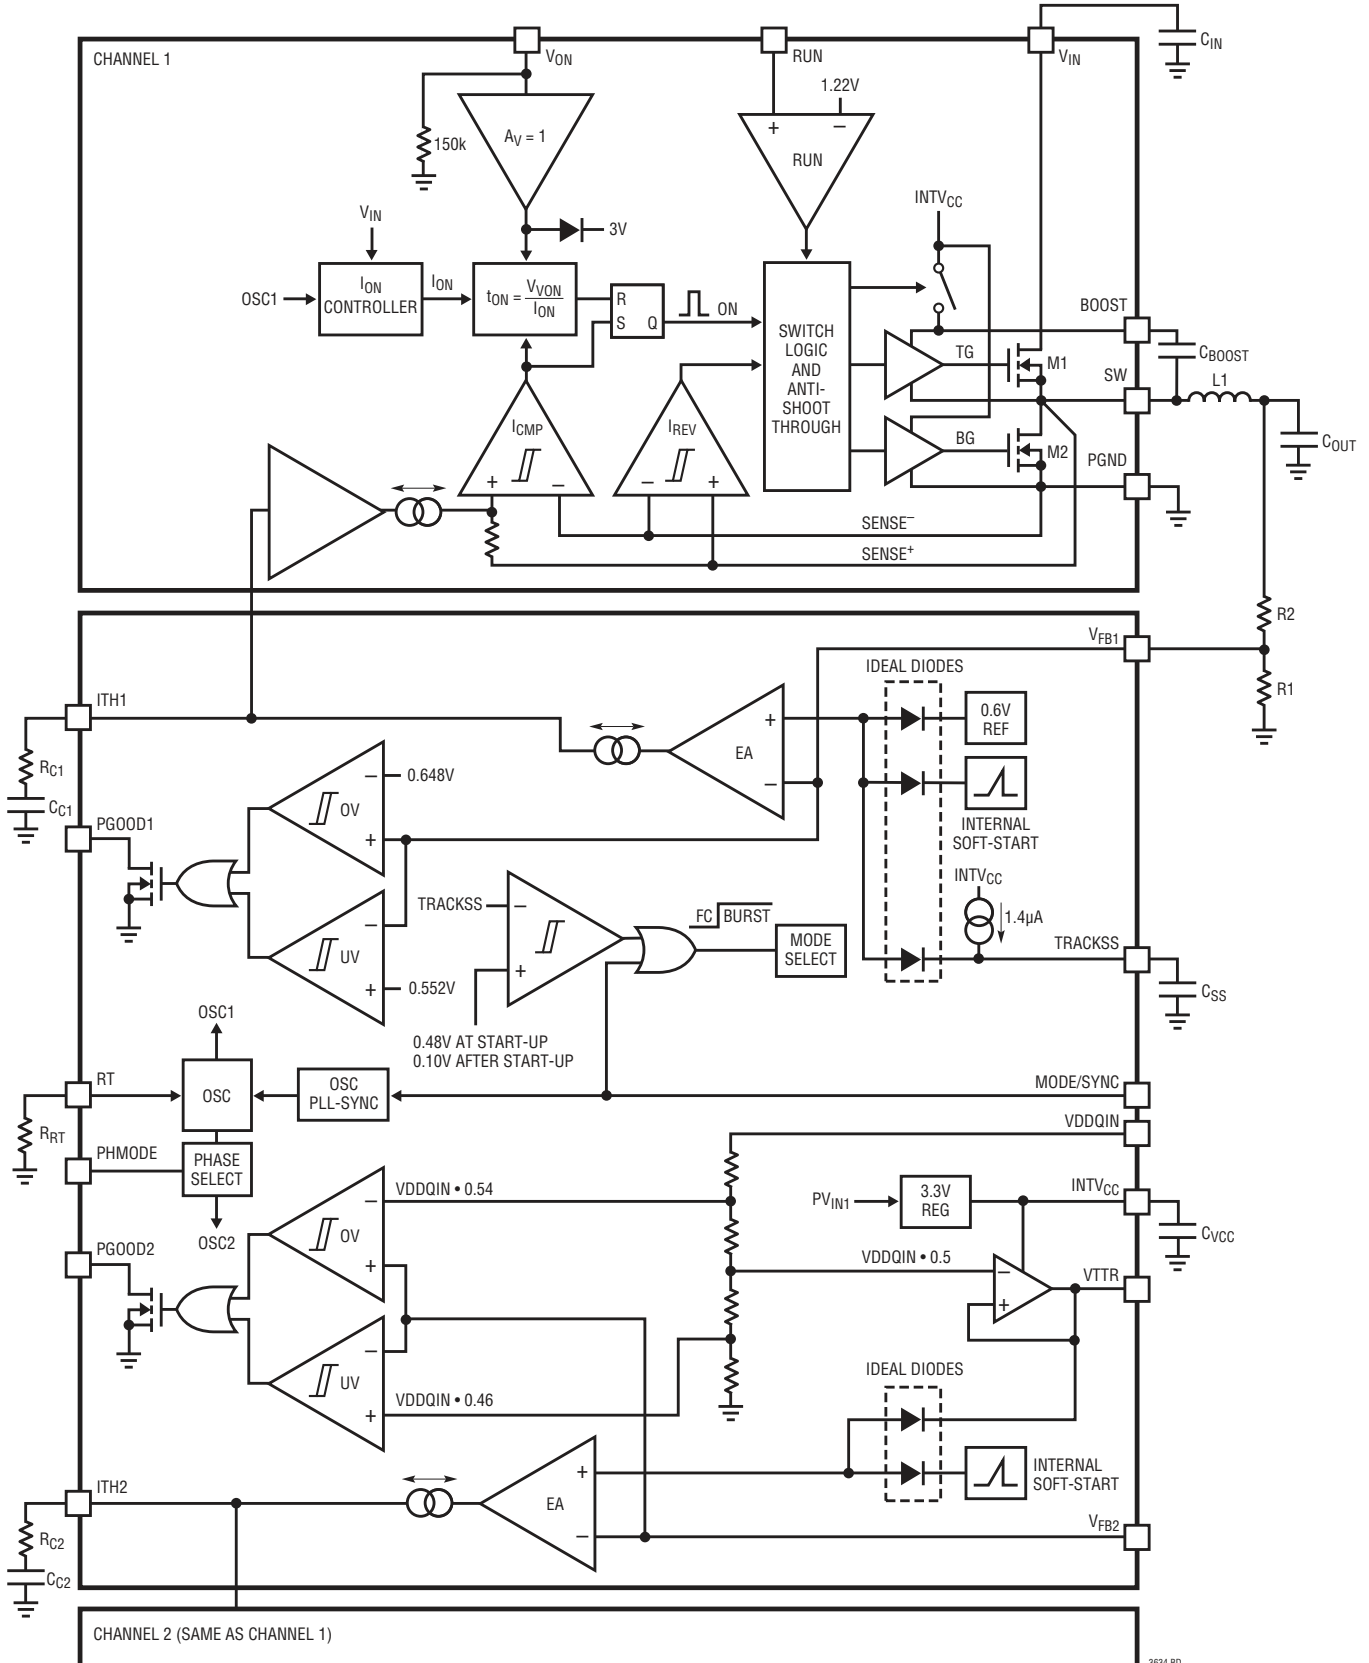 CHANNEL 1
VON
RUN
VIN
CIN
1.22V
150k
AV = 1
+
–
RUN
INTVCC
VIN
3V
OSC1
ION
CONTROLLER
ION
tON = VVON
ION
R
S
Q
ON
SWITCH
LOGIC
AND
ANTI-
SHOOT
THROUGH
BOOST
TG
M1
CBOOST
SW
L1
ICMP
IREV
BG
M2
PGND
COUT
+
–
–
+
SENSE–
SENSE+
R2
VFB1
IDEAL DIODES
R1
ITH1
+
EA
–
0.6V
REF
RC1
CC1
–
0.648V
OV
+
INTERNAL
SOFT-START
PGOOD1
INTVCC
1.4µA
TRACKSS
–
UV
+
0.552V
TRACKSS
–
+
FC
BURST
MODE
SELECT
CSS
0.48V AT START-UP
0.10V AFTER START-UP
OSC1
RT
OSC
OSC
PLL-SYNC
MODE/SYNC
RRT
PHMODE
PHASE
SELECT
OSC2
VDDQIN
VDDQIN • 0.54
–
OV
+
PVIN1
3.3V
REG
INTVCC
CVCC
PGOOD2
VDDQIN • 0.5
–
+
VTTR
–
UV
+
VDDQIN • 0.46
IDEAL DIODES
ITH2
+
EA
–
INTERNAL
SOFT-START
VFB2
RC2
CC2
CHANNEL 2 (SAME AS CHANNEL 1)
3634 BD